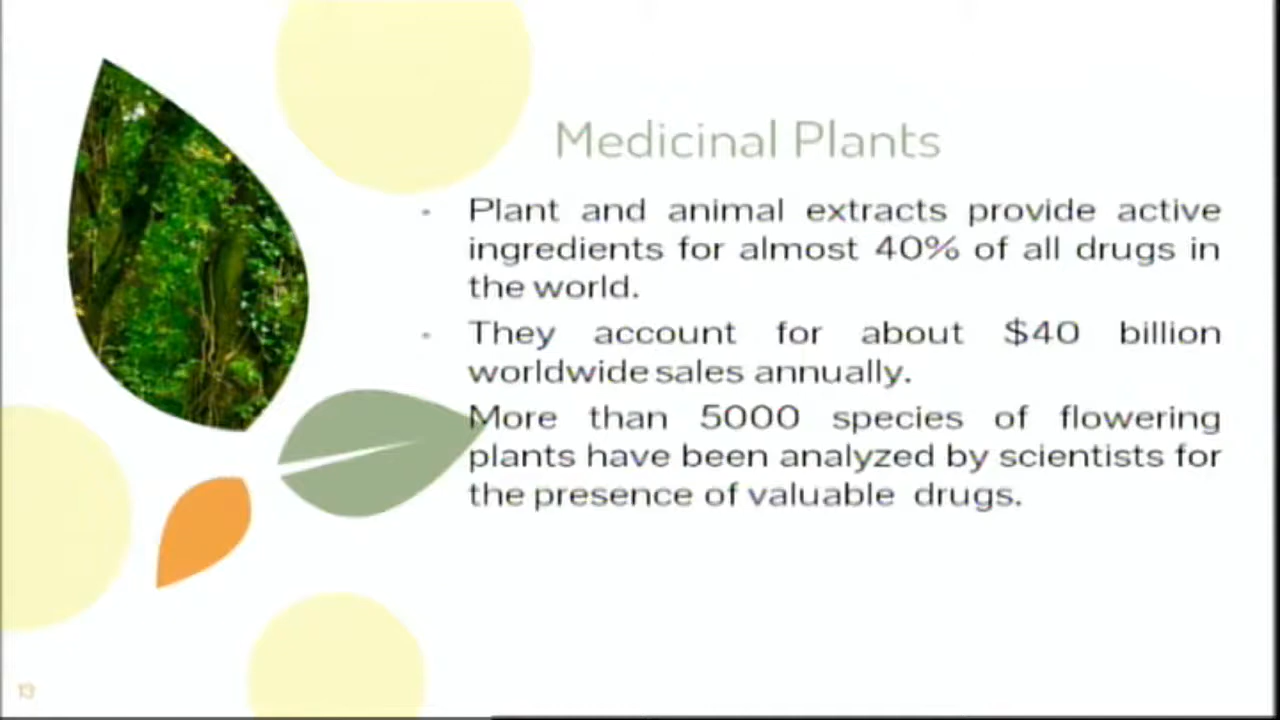 Medicinal Plants
- Plant and animal extracts provide active
ingredients for almost 40% of all drugs in
the world.
- They account for about $40 billion
worldwide sales annually.
More than 5000 species of flowering
plants have been analyzed by scientists for
the presence of valuable drugs.
13